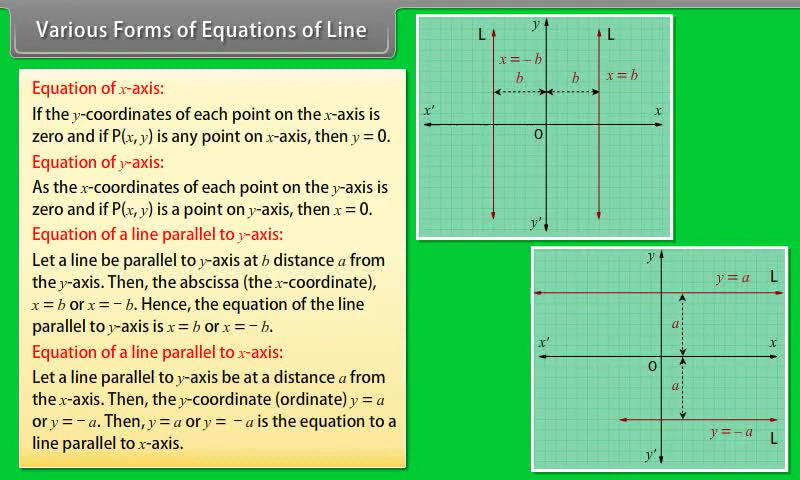 Various Forms of Equations of Line
Equation of x-axis:
If the y-coordinates of each point on the x-axis is
zero and if P(x, y) is any point on x-axis, then y = 0.
Equation of y-axis:
As the x-coordinates of each point on the y-axis is
zero and if P(x, y) is a point on y-axis, then x = 0.
Equation of a line parallel to y-axis:
Let a line be parallel to y-axis at b distance a from
the y-axis. Then, the abscissa (the x-coordinate),
x = b or x = − b. Hence, the equation of the line
parallel to y-axis is x = b or x = − b.
Equation of a line parallel to x-axis:
Let a line parallel to y-axis be at a distance a from
the x-axis. Then, the y-coordinate (ordinate) y = a
or y = − a. Then, y = a or y = − a is the equation to a
line parallel to x-axis.
y
L
L
x = − b
b
b
x = b
x'
x
O
y'
y
y = a
L
a
x'
x
O
a
y = − a
L
y'